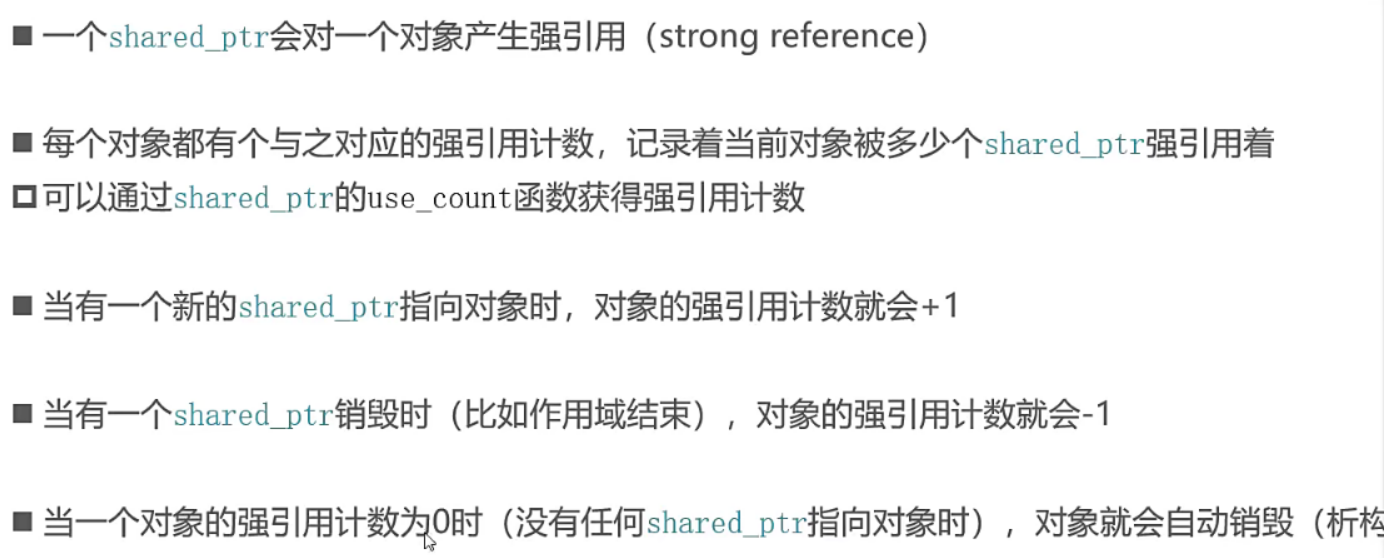 一个shared_ptr会对一个对象产生强引用（strong reference）
每个对象都有个与之对应的强引用计数，记录着当前对象被多少个shared_ptr强引用着
可以通过shared_ptr的use_count函数获得强引用计数
当有一个新的shared_ptr指向对象时，对象的强引用计数就会+1
当有一个shared_ptr销毁时（比如作用域结束），对象的强引用计数就会-1
当一个对象的强引用计数为0时（没有任何shared_ptr指向对象时），对象就会自动销毁（析构